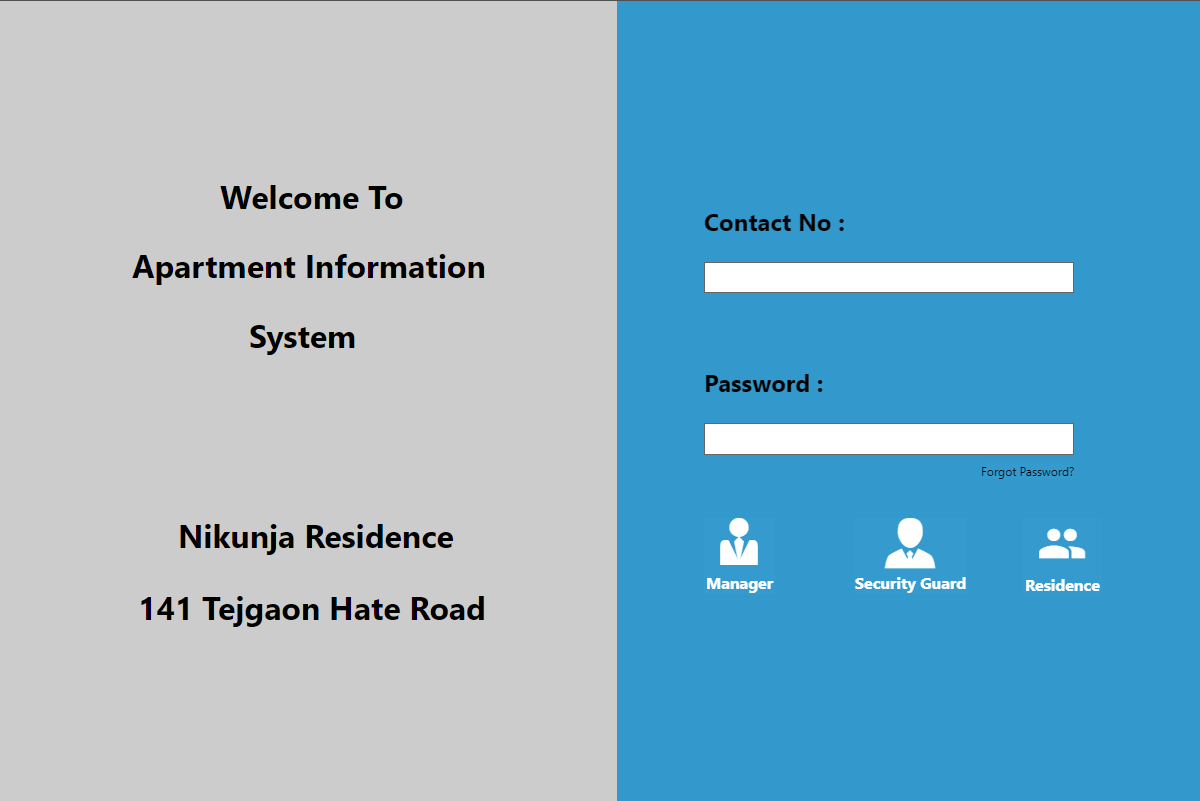 Welcome To
Apartment Information
System
Nikunja Residence
141 Tejgaon Hate Road
Contact No :
Password :
Forgot Password?
Manager
Security Guard
Residence